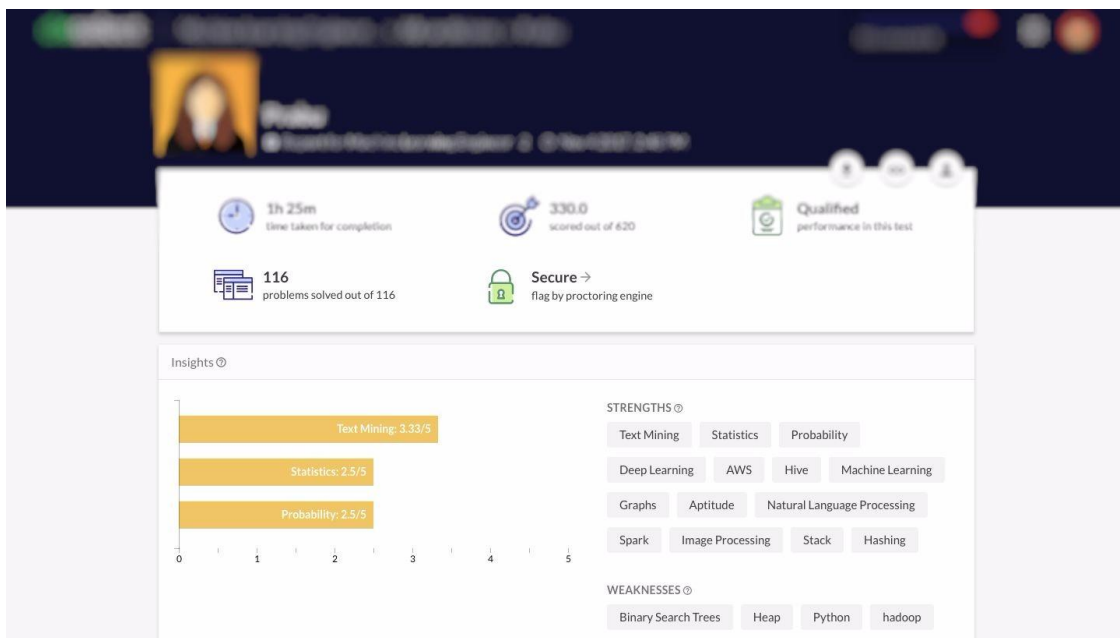 1h 25m
time taken for completion
330.0
scored out of 620
Qualified
performance in this test
116
problems solved out of 116
Secure →
flag by proctoring engine
Insights
Text Mining: 3.33/5
Statistics: 2.5/5
Probability: 2.5/5
0 1 2 3 4 5
STRENGTHS
Text Mining Statistics Probability
Deep Learning AWS Hive Machine Learning
Graphs Aptitude Natural Language Processing
Spark Image Processing Stack Hashing
WEAKNESSES
Binary Search Trees Heap Python hadoop